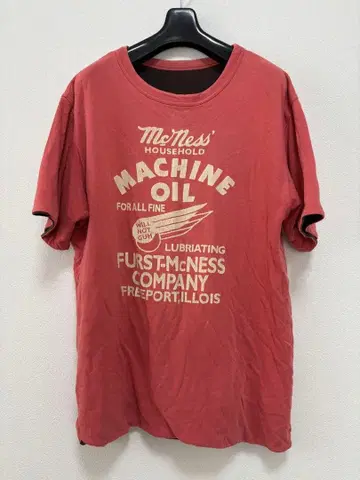 McNess'
HOUSEHOLD
MACHINE
OIL
FOR ALL FINE
WILL
NOT
GUM
LUBRIATING
FURST-McNESS
COMPANY
FREEPORT,ILLOIS